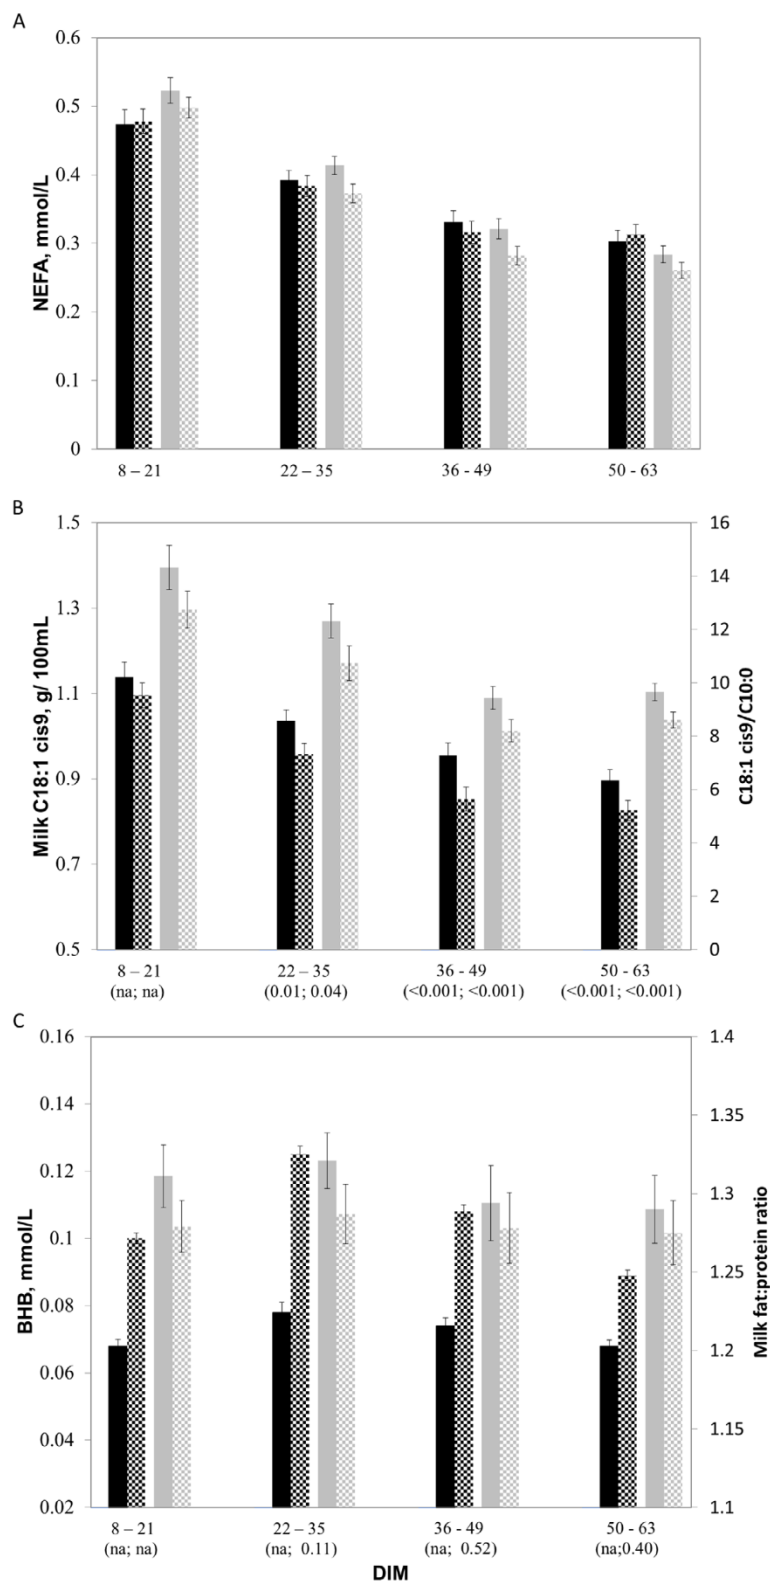 A
0.6
0.5
0.4
0.3
0.2
0.1
0
NEFA, mmol/L
8 – 21 22 – 35 36 - 49 50 - 63
B
1.5
1.3
1.1
0.9
0.7
0.5
Milk C18:1 cis9, g/ 100mL
16
14
12
10
8
6
4
2
0
C18:1 cis9/C10:0
8 – 21 22 – 35 36 - 49 50 - 63
(na; na) (0.01; 0.04) (<0.001; <0.001) (<0.001; <0.001)
C
0.16
0.14
0.12
0.1
0.08
0.06
0.04
0.02
BHB, mmol/L
1.4
1.35
1.3
1.25
1.2
1.15
1.1
Milk fat:protein ratio
8 – 21 22 – 35 36 - 49 50 - 63
(na; na) (na; 0.11) (na; 0.52) (na;0.40)
DIM